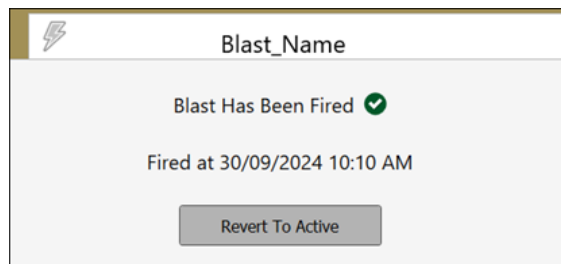 Blast_Name
Blast Has Been Fired
Fired at 30/09/2024 10:10 AM
Revert To Active